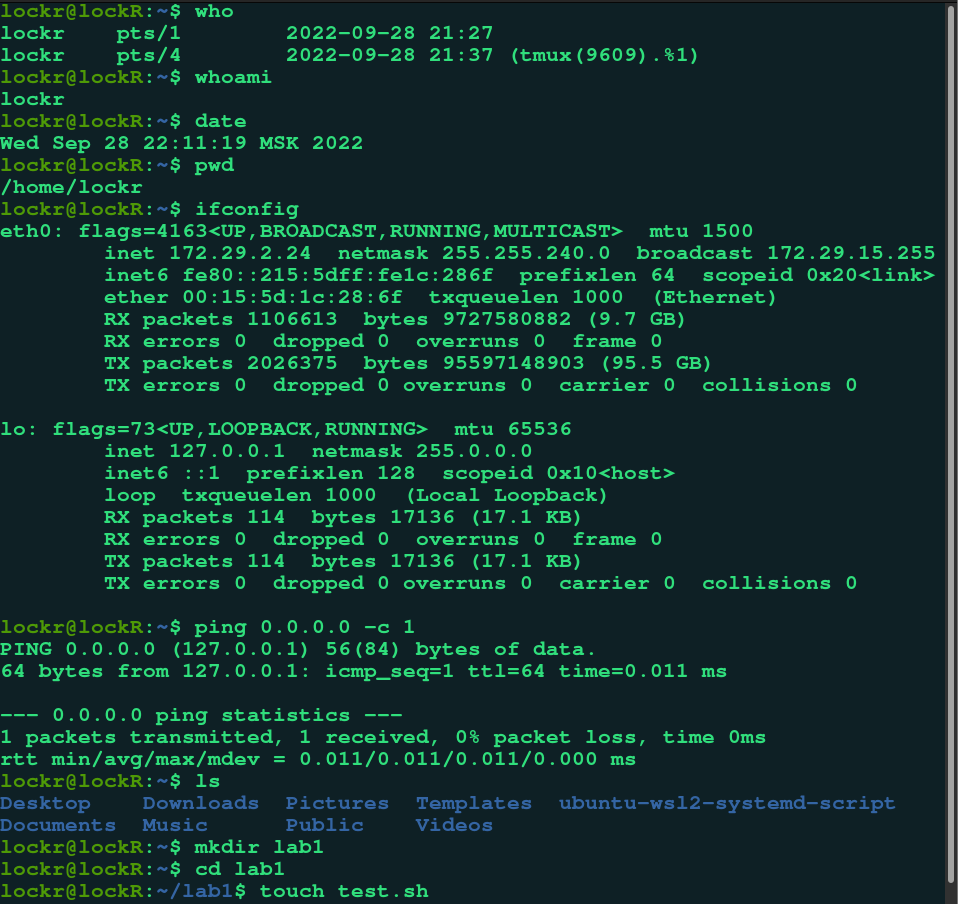 lockr@lockR:~$ who
lockr    pts/1        2022-09-28 21:27
lockr    pts/4        2022-09-28 21:37 (tmux(9609).%1)
lockr@lockR:~$ whoami
lockr
lockr@lockR:~$ date
Wed Sep 28 22:11:19 MSK 2022
lockr@lockR:~$ pwd
/home/lockr
lockr@lockR:~$ ifconfig
eth0: flags=4163<UP,BROADCAST,RUNNING,MULTICAST>  mtu 1500
        inet 172.29.2.24  netmask 255.255.240.0  broadcast 172.29.15.255
        inet6 fe80::215:5dff:fe1c:286f  prefixlen 64  scopeid 0x20<link>
        ether 00:15:5d:1c:28:6f  txqueuelen 1000  (Ethernet)
        RX packets 1106613  bytes 9727580882 (9.7 GB)
        RX errors 0  dropped 0  overruns 0  frame 0
        TX packets 2026375  bytes 95597148903 (95.5 GB)
        TX errors 0  dropped 0 overruns 0  carrier 0  collisions 0

lo: flags=73<UP,LOOPBACK,RUNNING>  mtu 65536
        inet 127.0.0.1  netmask 255.0.0.0
        inet6 ::1  prefixlen 128  scopeid 0x10<host>
        loop  txqueuelen 1000  (Local Loopback)
        RX packets 114  bytes 17136 (17.1 KB)
        RX errors 0  dropped 0  overruns 0  frame 0
        TX packets 114  bytes 17136 (17.1 KB)
        TX errors 0  dropped 0 overruns 0  carrier 0  collisions 0

lockr@lockR:~$ ping 0.0.0.0 -c 1
PING 0.0.0.0 (127.0.0.1) 56(84) bytes of data.
64 bytes from 127.0.0.1: icmp_seq=1 ttl=64 time=0.011 ms

--- 0.0.0.0 ping statistics ---
1 packets transmitted, 1 received, 0% packet loss, time 0ms
rtt min/avg/max/mdev = 0.011/0.011/0.011/0.000 ms
lockr@lockR:~$ ls
Desktop    Downloads  Pictures  Templates  ubuntu-wsl2-systemd-script
Documents  Music      Public    Videos
lockr@lockR:~$ mkdir lab1
lockr@lockR:~$ cd lab1
lockr@lockR:~/lab1$ touch test.sh